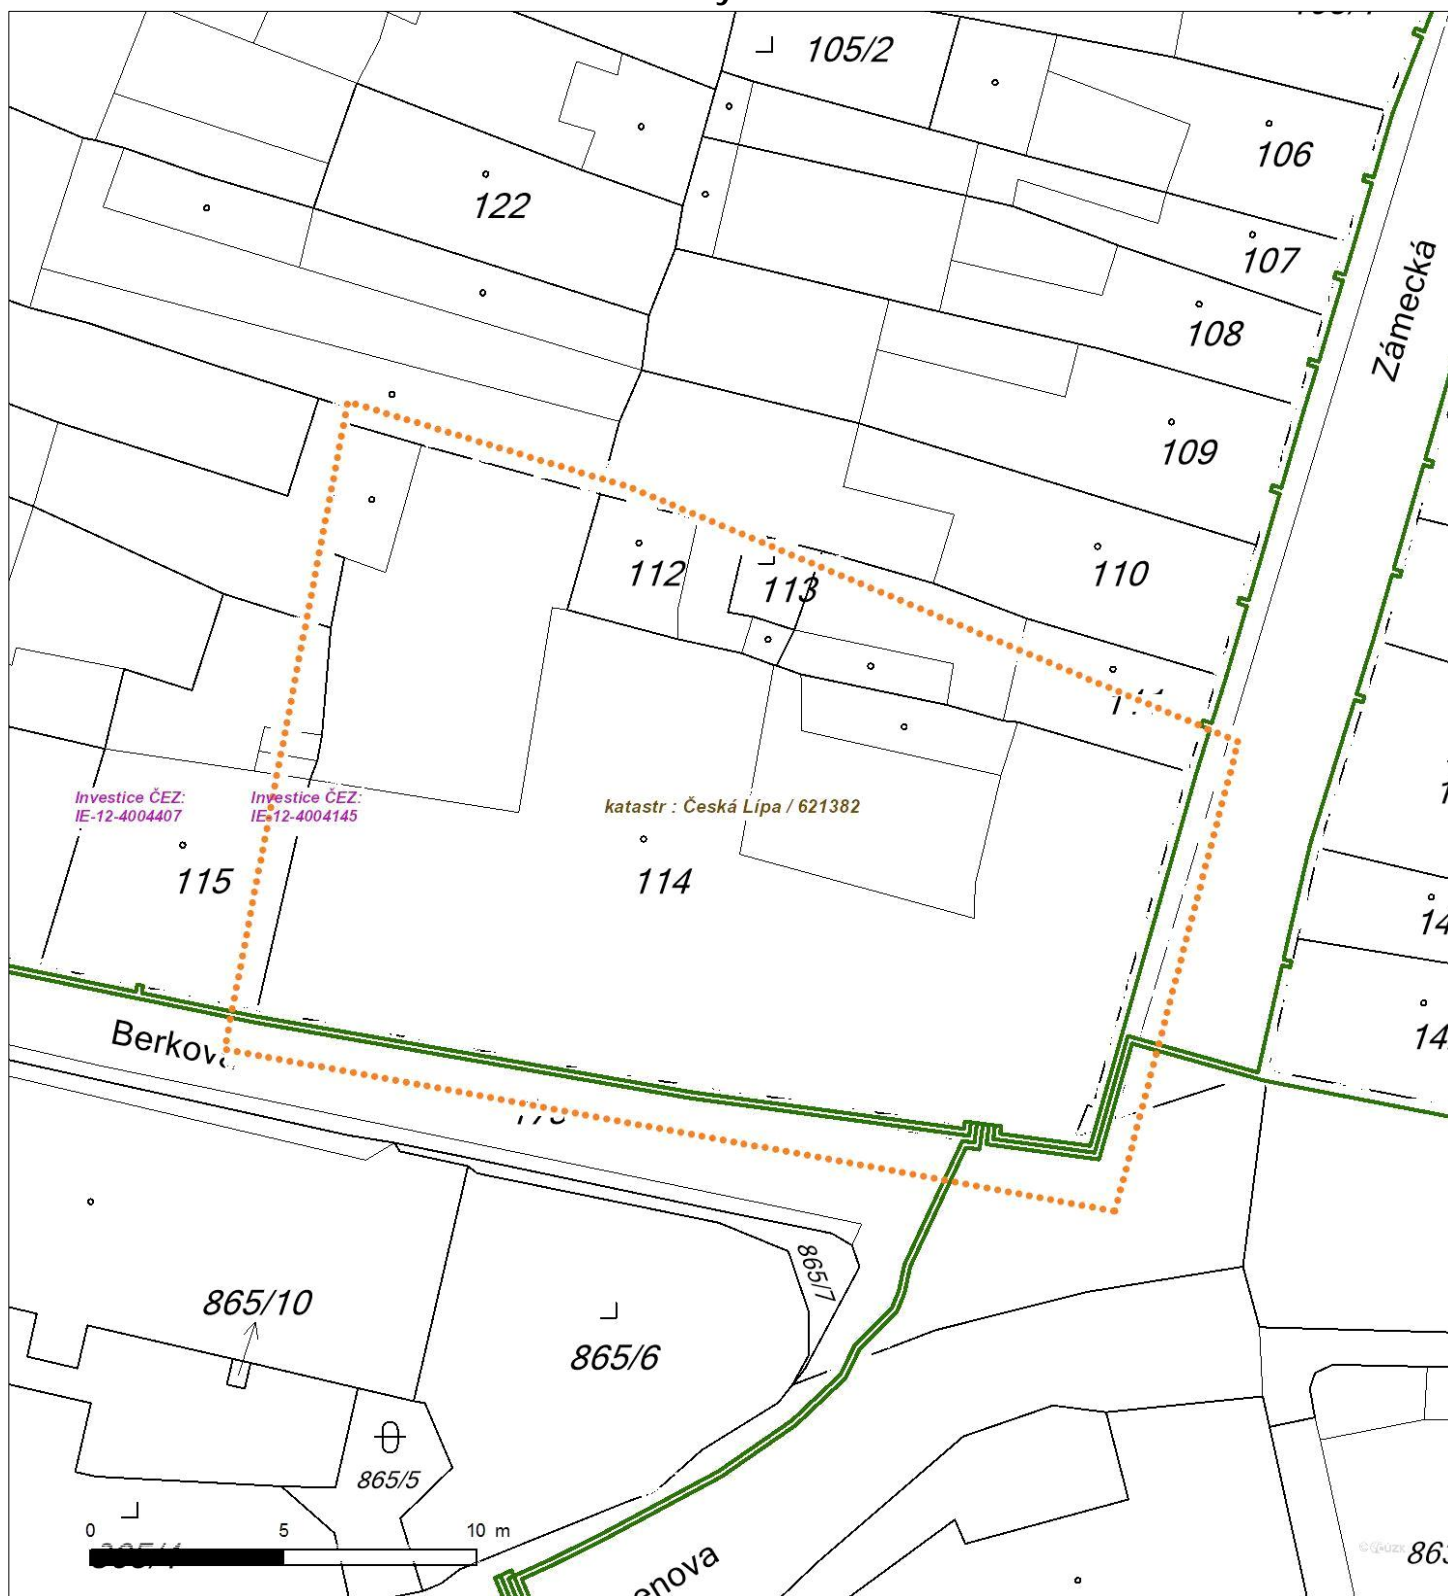 105/2
106
122
107
Zámecká
108
109
112
113
110
Investice ČEZ:
IE-12-4004407
Investice ČEZ:
IE-12-4004145
katastr : Česká Lípa / 621382
115
114
865/7
865/10
865/6
865/5
0 5 10 m